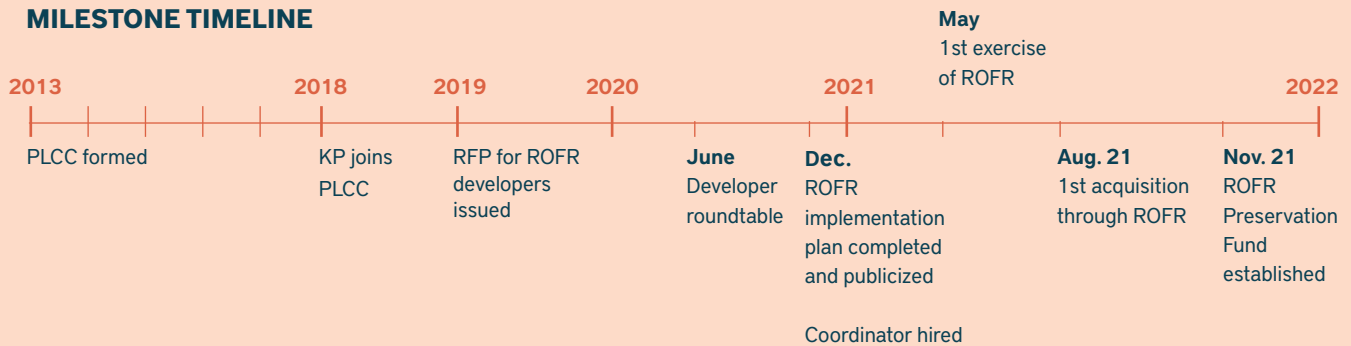 MILESTONE TIMELINE
May
1st exercise
of ROFR
2013
2018
2019
2020
2021
2022
PLCC formed
KP joins
PLCC
RFP for ROFR
developers
issued
June
Developer
roundtable
Dec.
ROFR
implementation
plan completed
and publicized
Coordinator hired
Aug. 21
1st acquisition
through ROFR
Nov. 21
ROFR
Preservation
Fund
established